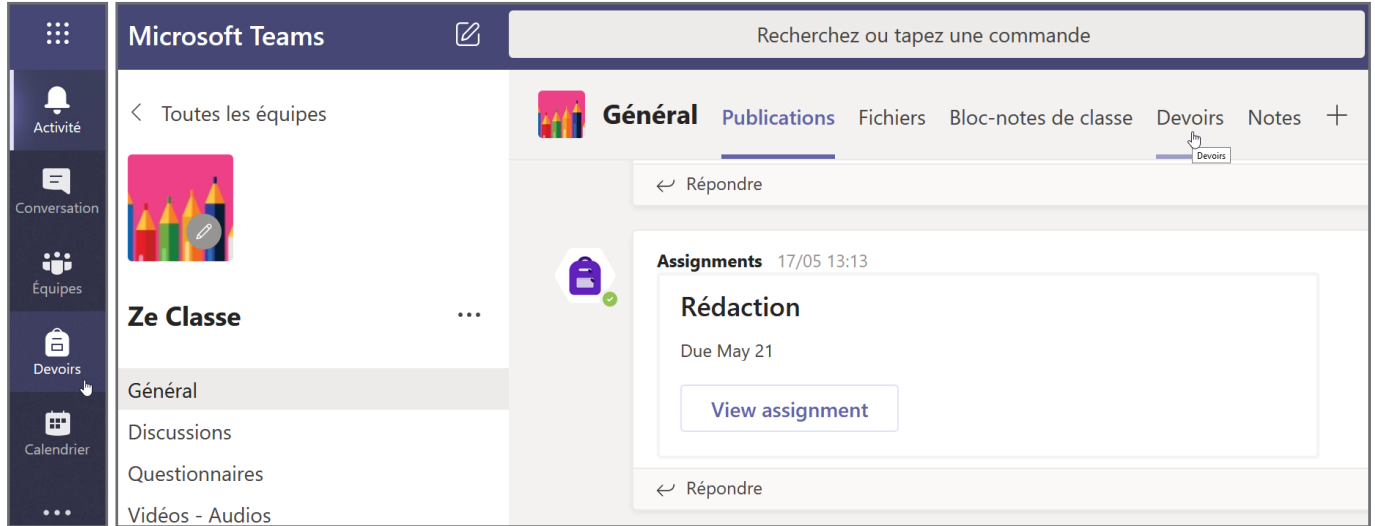 Activité
Conversation
Équipes
Devoirs
Calendrier
Microsoft Teams
Recherchez ou tapez une commande
Toutes les équipes
Ze Classe
Général
Discussions
Questionnaires
Vidéos - Audios
Général Publications Fichiers Bloc-notes de classe Devoirs Notes
Devoirs
Répondre
Assignments 17/05 13:13
Rédaction
Due May 21
View assignment
Répondre